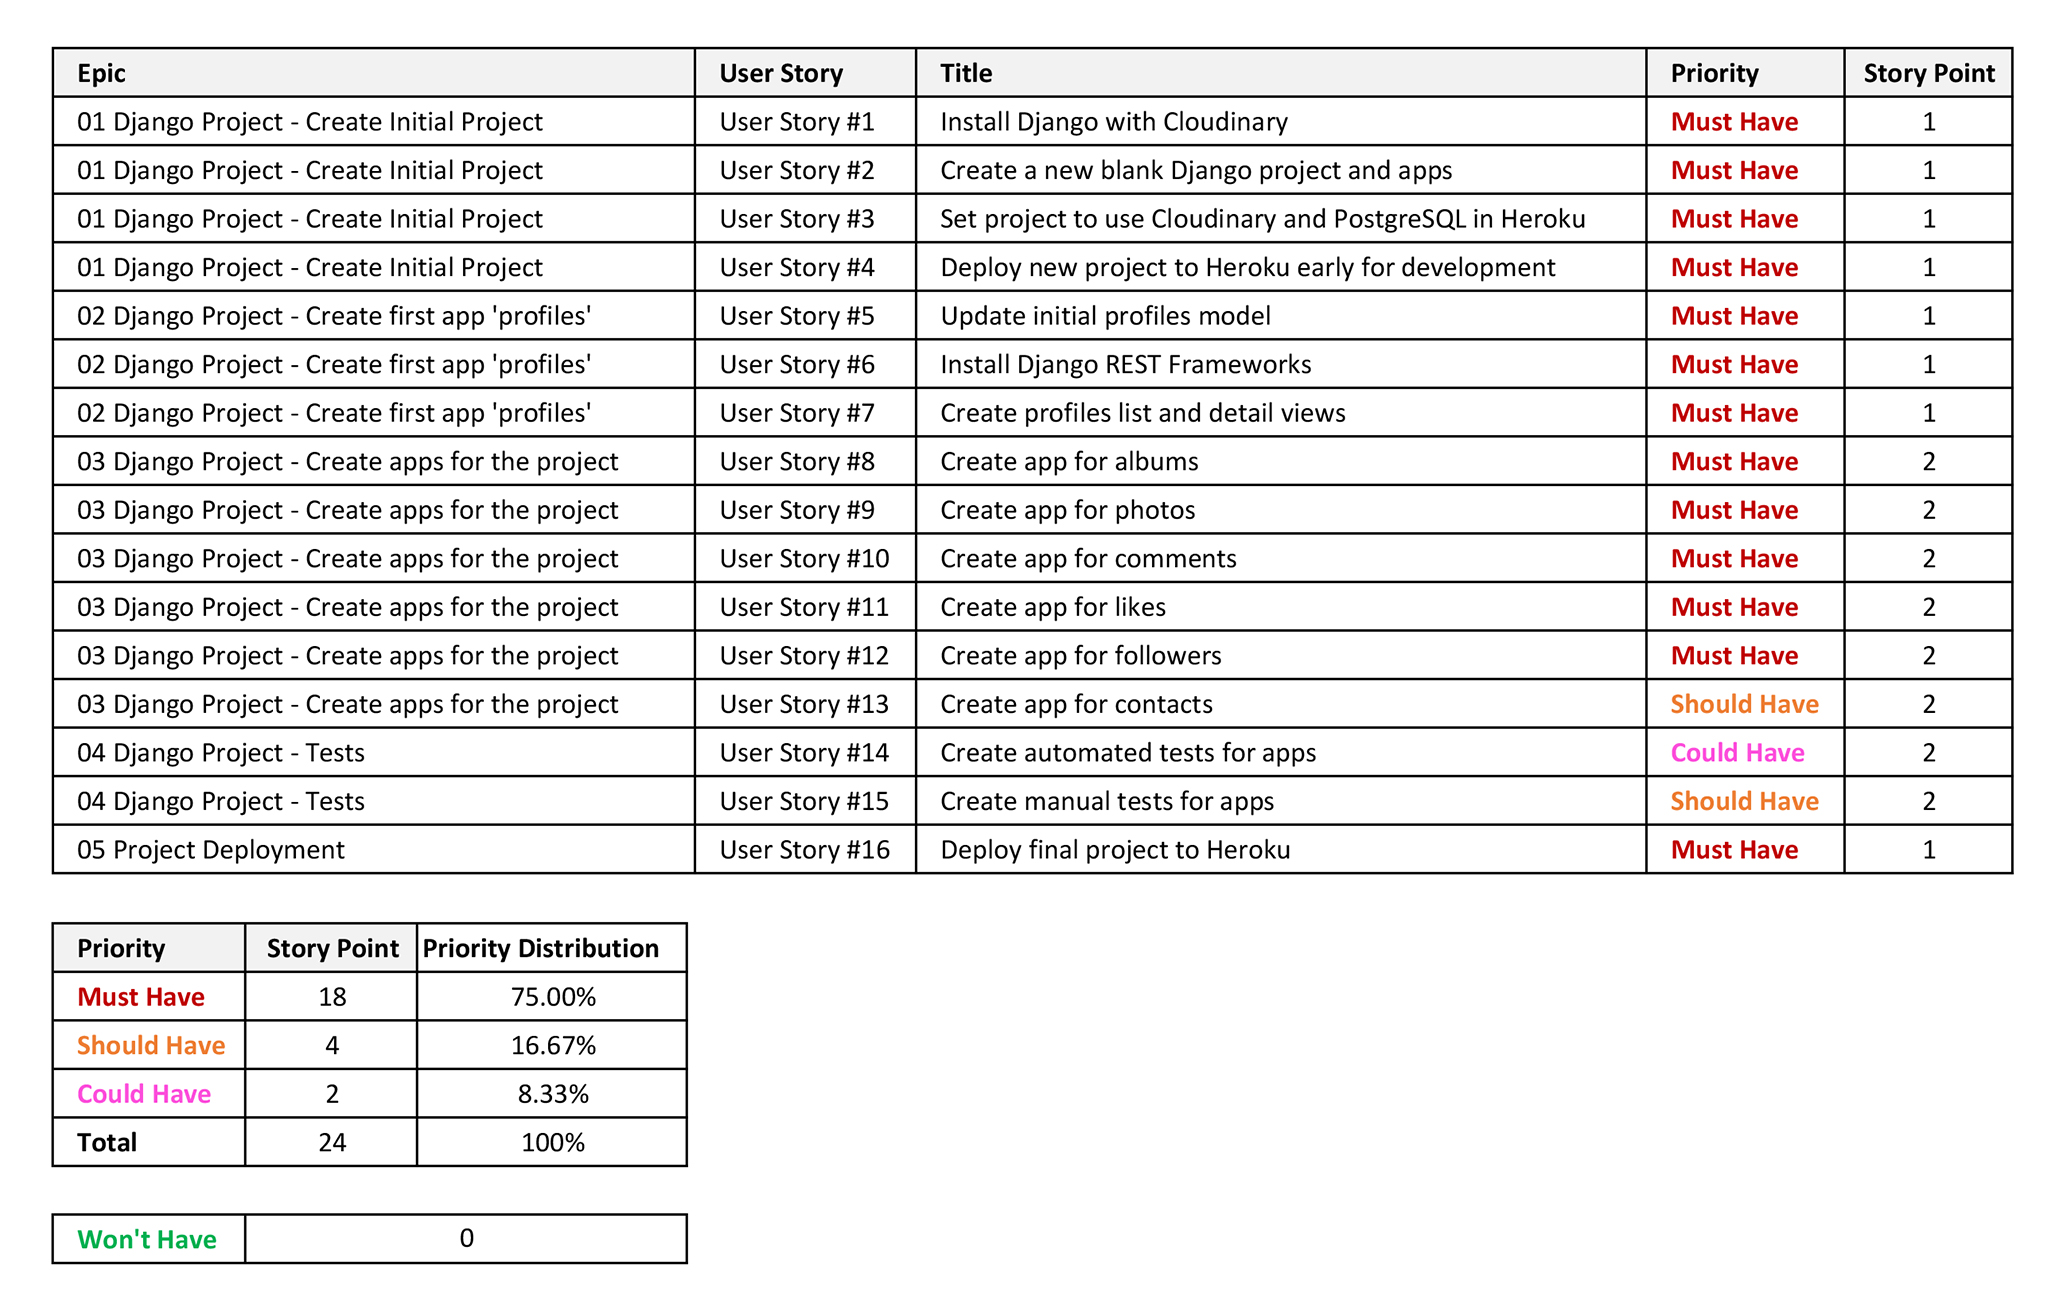 Epic User Story Title Priority Story Point
01 Django Project - Create Initial Project User Story #1 Install Django with Cloudinary Must Have 1
01 Django Project - Create Initial Project User Story #2 Create a new blank Django project and apps Must Have 1
01 Django Project - Create Initial Project User Story #3 Set project to use Cloudinary and PostgreSQL in Heroku Must Have 1
01 Django Project - Create Initial Project User Story #4 Deploy new project to Heroku early for development Must Have 1
02 Django Project - Create first app 'profiles' User Story #5 Update initial profiles model Must Have 1
02 Django Project - Create first app 'profiles' User Story #6 Install Django REST Frameworks Must Have 1
02 Django Project - Create first app 'profiles' User Story #7 Create profiles list and detail views Must Have 1
03 Django Project - Create apps for the project User Story #8 Create app for albums Must Have 2
03 Django Project - Create apps for the project User Story #9 Create app for photos Must Have 2
03 Django Project - Create apps for the project User Story #10 Create app for comments Must Have 2
03 Django Project - Create apps for the project User Story #11 Create app for likes Must Have 2
03 Django Project - Create apps for the project User Story #12 Create app for followers Must Have 2
03 Django Project - Create apps for the project User Story #13 Create app for contacts Should Have 2
04 Django Project - Tests User Story #14 Create automated tests for apps Could Have 2
04 Django Project - Tests User Story #15 Create manual tests for apps Should Have 2
05 Project Deployment User Story #16 Deploy final project to Heroku Must Have 1
Priority Story Point Priority Distribution
Must Have 18 75.00%
Should Have 4 16.67%
Could Have 2 8.33%
Total 24 100%
Won't Have 0